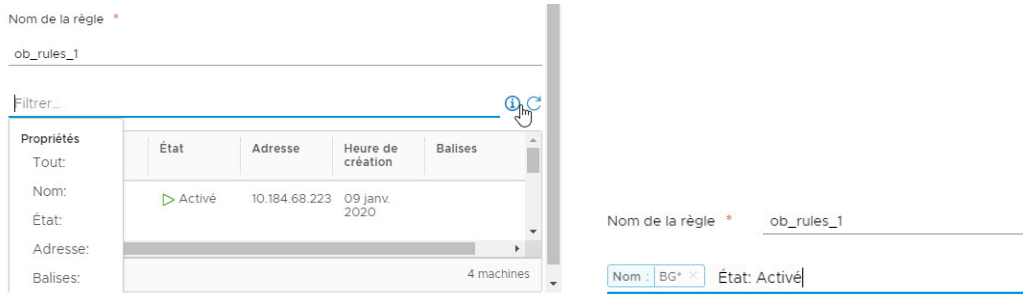 Nom de la règle *
ob_rules_1
Filtrer...
Propriétés
Tout:
Nom:
État:
Adresse:
Balises:
État Adresse Heure de création Balises
Activé 10.184.68.223 09 janv. 2020
4 machines
Nom de la règle * ob_rules_1
Nom : BG* × État: Activé